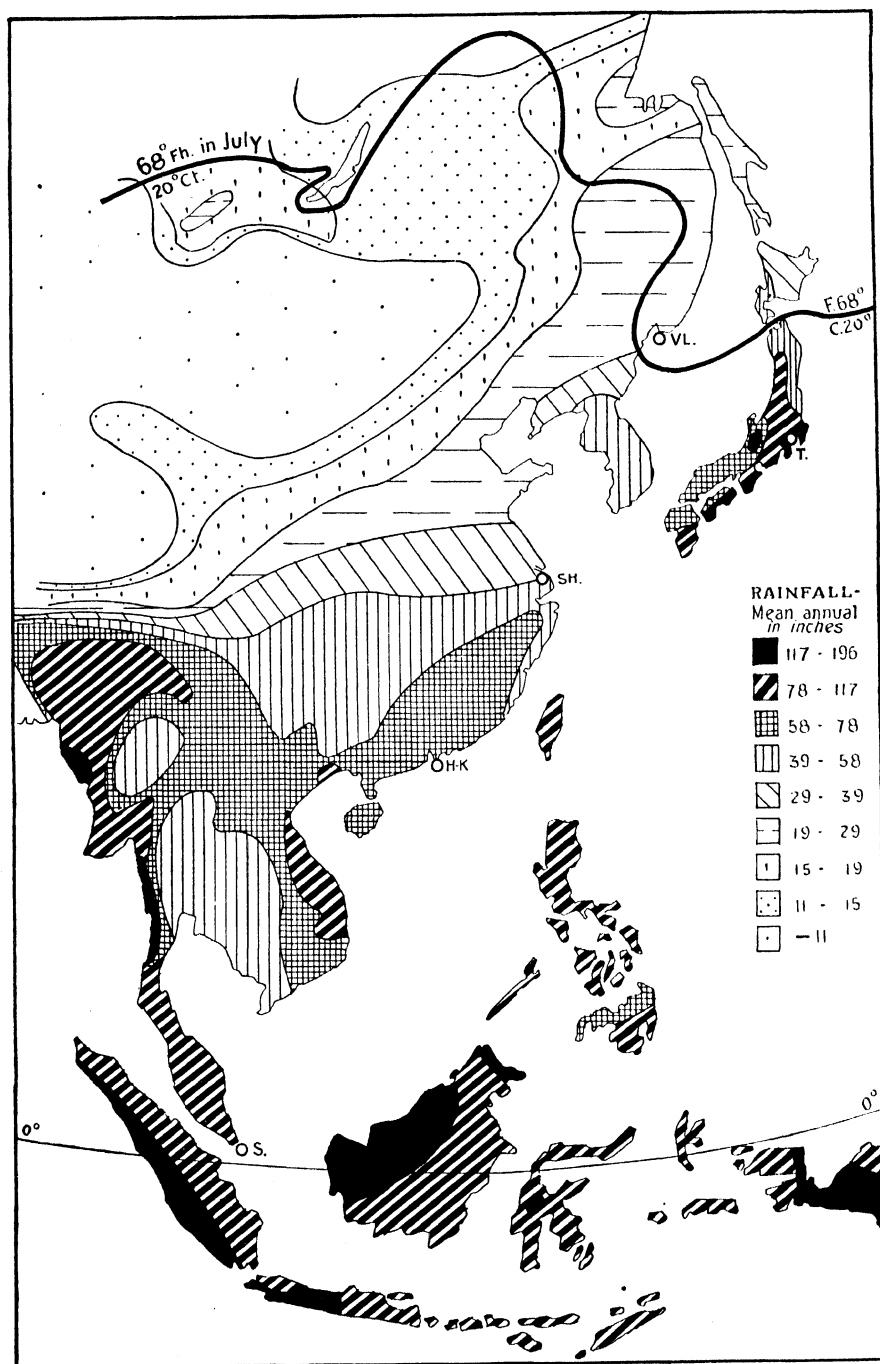 68° Fh. in July
20° Ct.
F.68°
C.20°
VL.
T.
SH.
H·K
RAINFALL-
Mean annual
in inches
117 - 196
78 - 117
58 - 78
39 - 58
29 - 39
19 - 29
15 - 19
11 - 15
— 11
0°
0°
S.